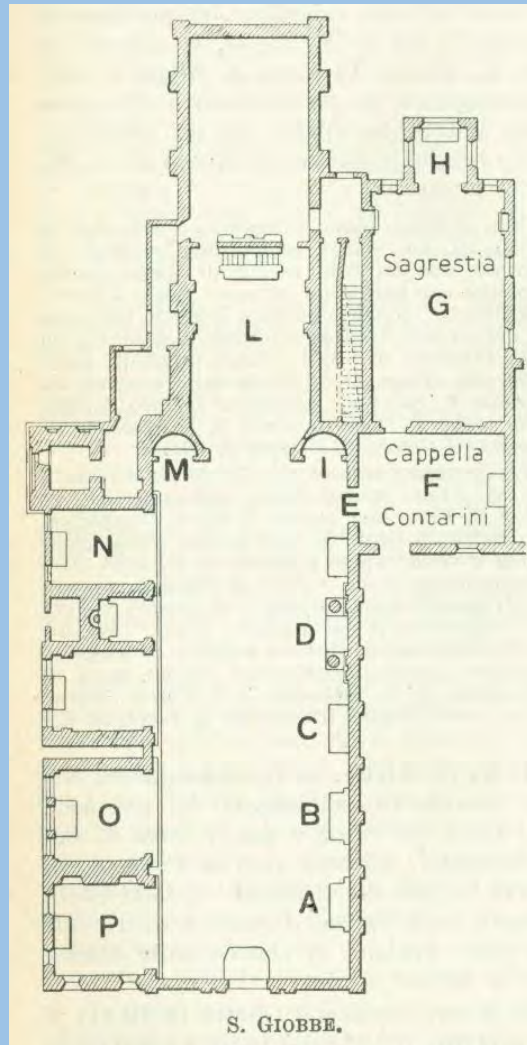 H
Sagrestia
G
L
M
I
Cappella
E
F
Contarini
N
D
C
O
B
P
A
S. GIOBBE.